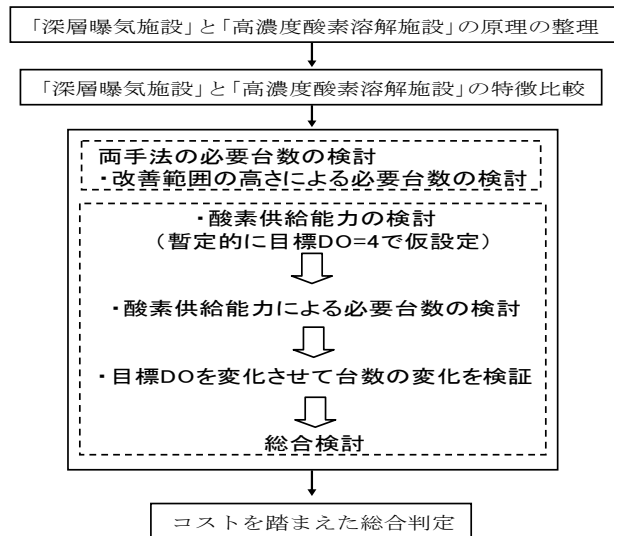 「深層曝気施設」と「高濃度酸素溶解施設」の原理の整理
「深層曝気施設」と「高濃度酸素溶解施設」の特徴比較
両手法の必要台数の検討
・改善範囲の高さによる必要台数の検討
・酸素供給能力の検討
（暫定的に目標DO=4で仮設定）
・酸素供給能力による必要台数の検討
・目標DOを変化させて台数の変化を検証
総合検討
コストを踏まえた総合判定